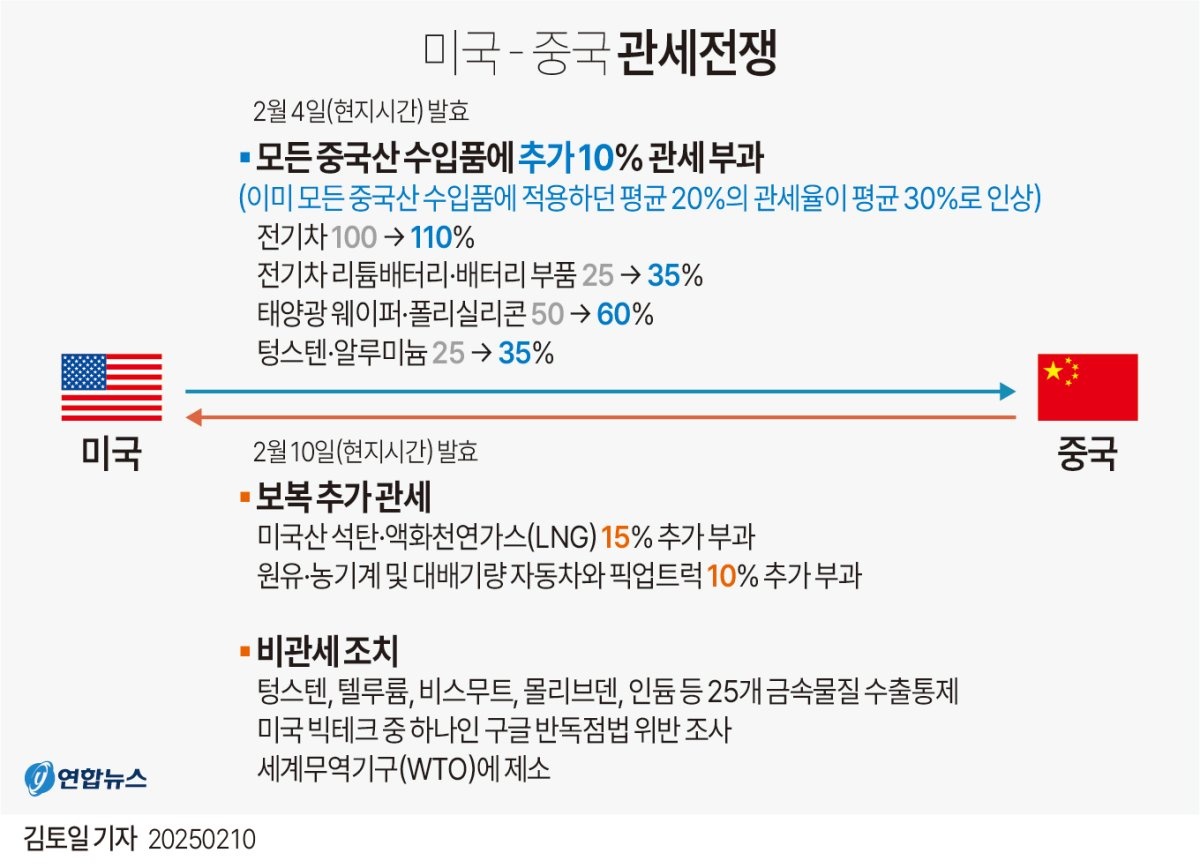 미국 - 중국 관세전쟁
2월 4일(현지시간) 발효
모든 중국산 수입품에 추가 10% 관세 부과
(이미 모든 중국산 수입품에 적용하던 평균 20%의 관세율이 평균 30%로 인상)
전기차 100 → 110%
전기차 리튬배터리·배터리 부품 25 → 35%
태양광 웨이퍼·폴리실리콘 50 → 60%
텅스텐·알루미늄 25 → 35%
미국
중국
2월 10일(현지시간) 발효
보복 추가 관세
미국산 석탄·액화천연가스(LNG) 15% 추가 부과
원유·농기계 및 대배기량 자동차와 픽업트럭 10% 추가 부과
비관세 조치
텅스텐, 텔루륨, 비스무트, 몰리브덴, 인듐 등 25개 금속물질 수출통제
미국 빅테크 중 하나인 구글 반독점법 위반 조사
세계무역기구(WTO)에 제소
y 연합뉴스
김토일 기자 20250210